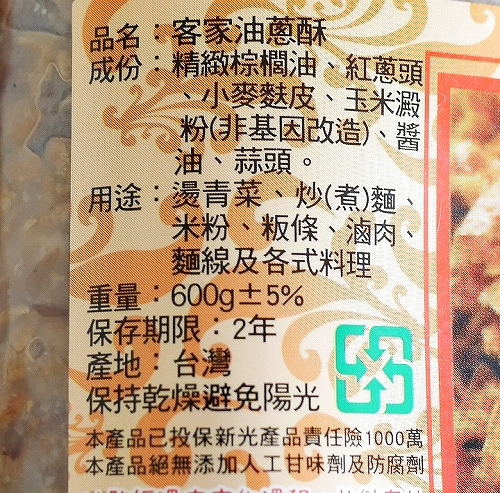 品名：客家油蔥酥
成份：精緻棕櫚油、紅蔥頭
、小麥麩皮、玉米澱
粉(非基因改造)、醬
油、蒜頭。
用途：燙青菜、炒(煮)麵、
米粉、粄條、滷肉、
麵線及各式料理
重量：600g±5%
保存期限：2年
產地：台灣
保持乾燥避免陽光
本產品已投保新光產品責任險1000萬
本產品絕無添加人工甘味劑及防腐劑